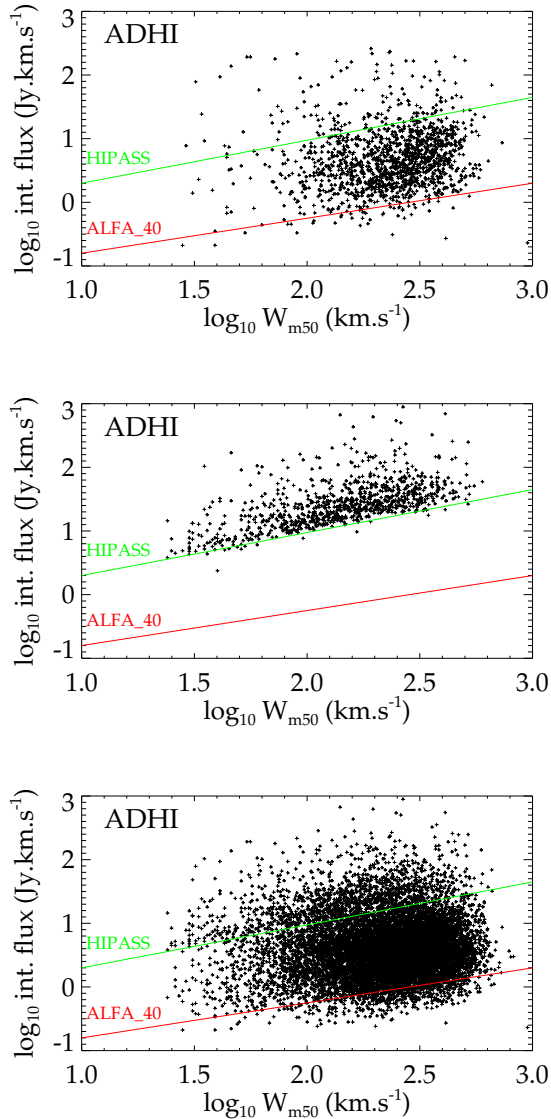 ADHI
3
2
1
0
-1
HIPASS
ALFA_40
log₁₀ int. flux (Jy.km.s⁻¹)
1.0 1.5 2.0 2.5 3.0
log₁₀ Wₘ₅₀ (km.s⁻¹)
ADHI
3
2
1
0
-1
HIPASS
ALFA_40
log₁₀ int. flux (Jy.km.s⁻¹)
1.0 1.5 2.0 2.5 3.0
log₁₀ Wₘ₅₀ (km.s⁻¹)
ADHI
3
2
1
0
-1
HIPASS
ALFA_40
log₁₀ int. flux (Jy.km.s⁻¹)
1.0 1.5 2.0 2.5 3.0
log₁₀ Wₘ₅₀ (km.s⁻¹)